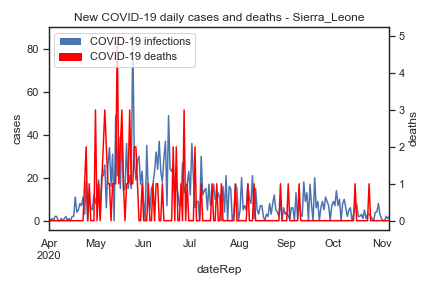 New COVID-19 daily cases and deaths - Sierra_Leone
COVID-19 infections
COVID-19 deaths
cases
80
60
40
20
0
deaths
5
4
3
2
1
0
Apr May Jun Jul Aug Sep Oct Nov
2020
dateRep